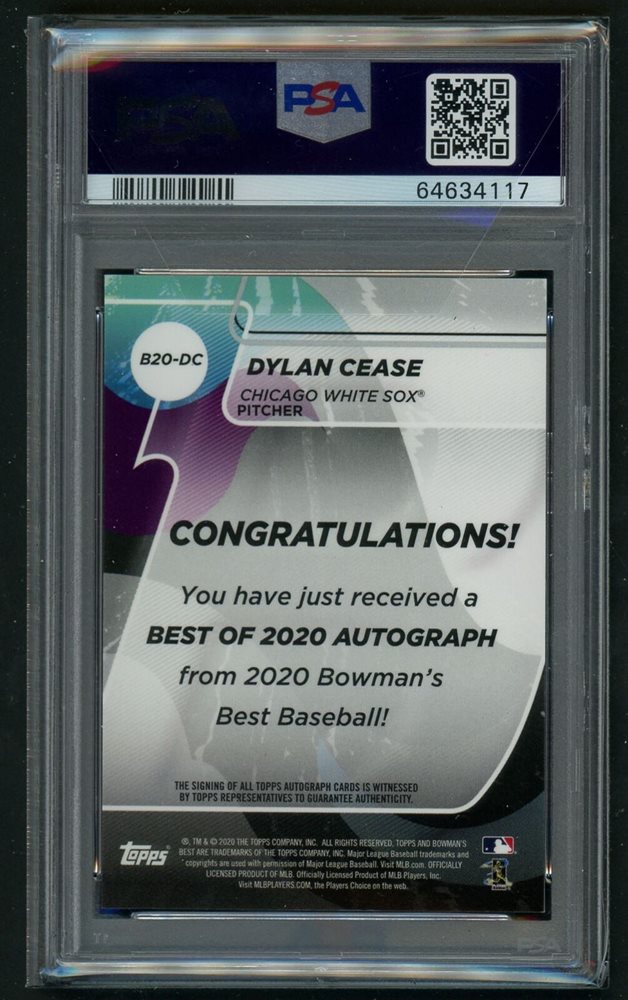 PSA
64634117
B20-DC
DYLAN CEASE
CHICAGO WHITE SOX®
PITCHER
CONGRATULATIONS!
You have just received a
BEST OF 2020 AUTOGRAPH
from 2020 Bowman's
Best Baseball!
THE SIGNING OF ALL TOPPS AUTOGRAPH CARDS IS WITNESSED
BY TOPPS REPRESENTATIVES TO GUARANTEE AUTHENTICITY.
topps
®, TM & © 2020 THE TOPPS COMPANY, INC. ALL RIGHTS RESERVED. TOPPS AND BOWMAN'S
BEST ARE TRADEMARKS OF THE TOPPS COMPANY, INC. Major League Baseball trademarks and
copyrights are used with permission of Major League Baseball. Visit MLB.com. OFFICIALLY
LICENSED PRODUCT OF MLB. Officially Licensed Product of MLB Players, Inc.
Visit MLBPLAYERS.COM, the Players Choice on the web.
PSA